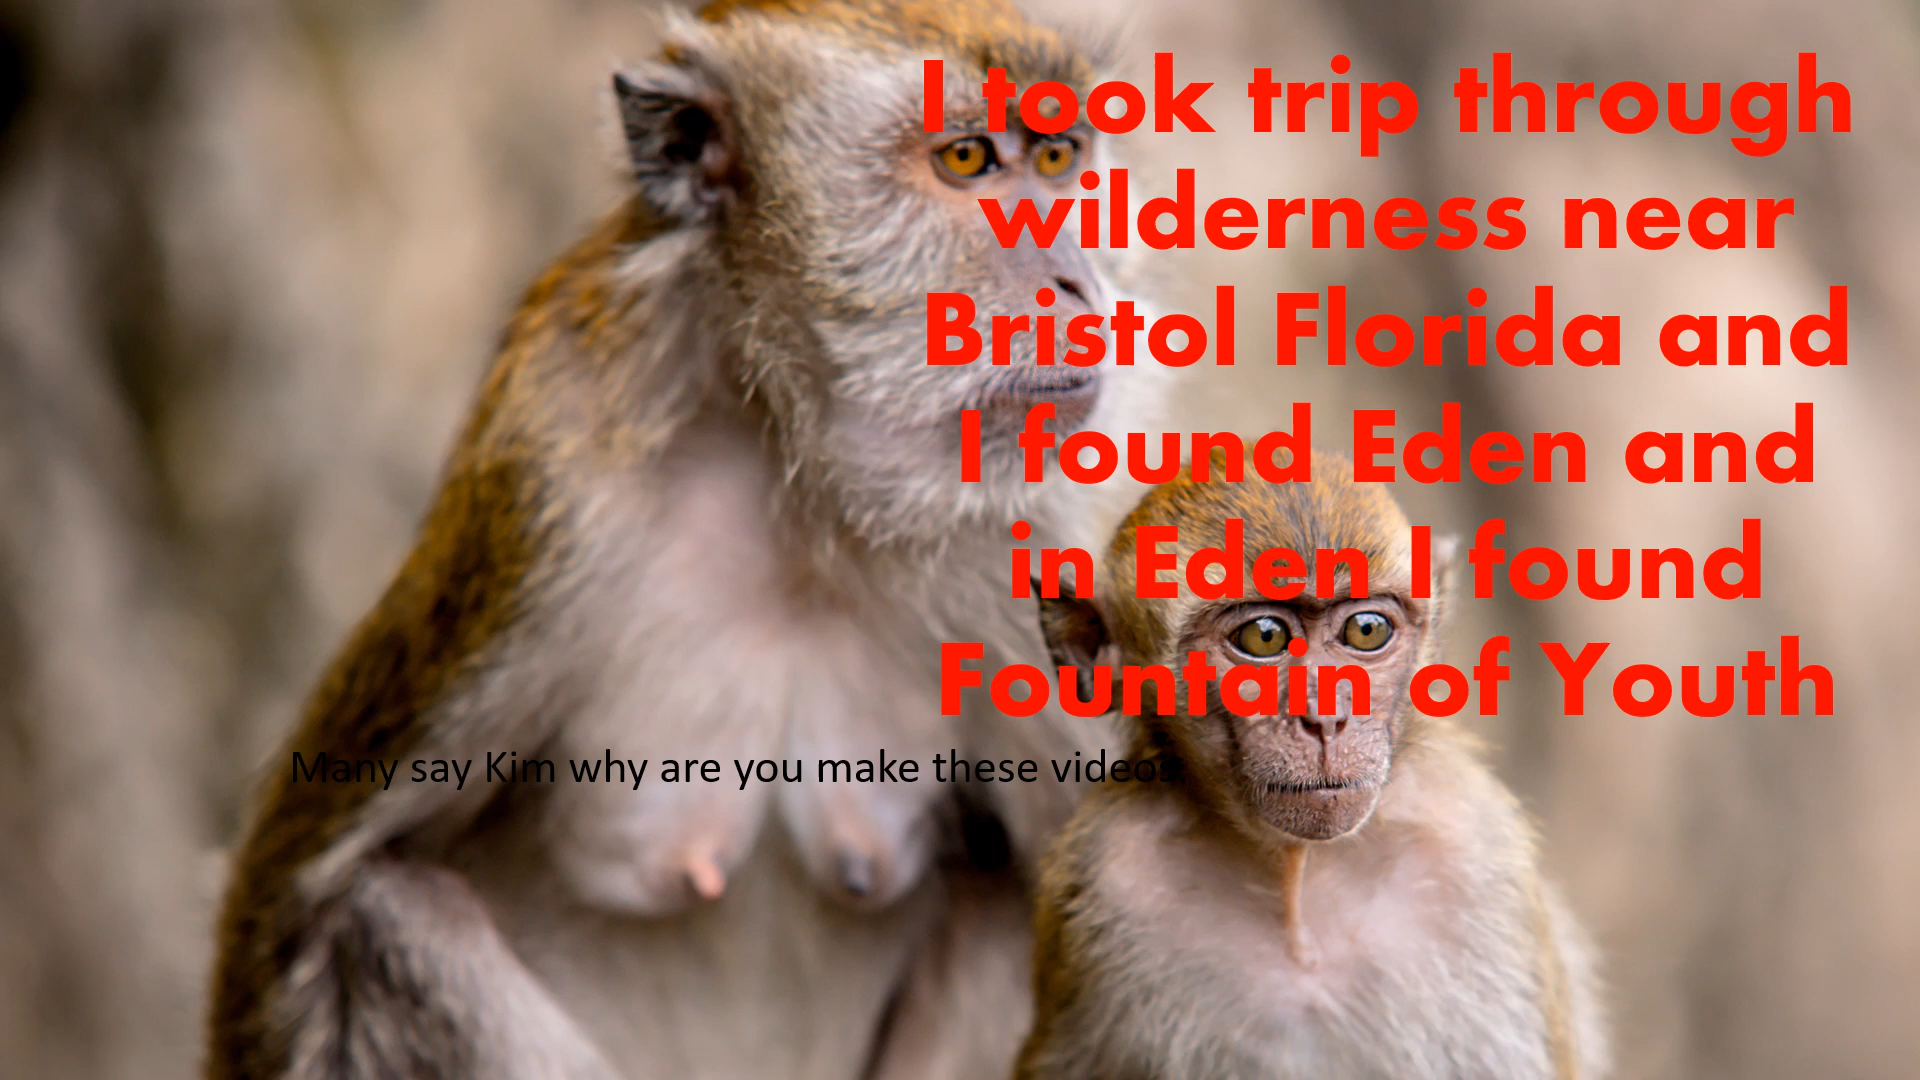 I took trip through
wilderness near
Bristol Florida and
I found Eden and
in Eden I found
Fountain of Youth
Many say Kim why are you make these videos